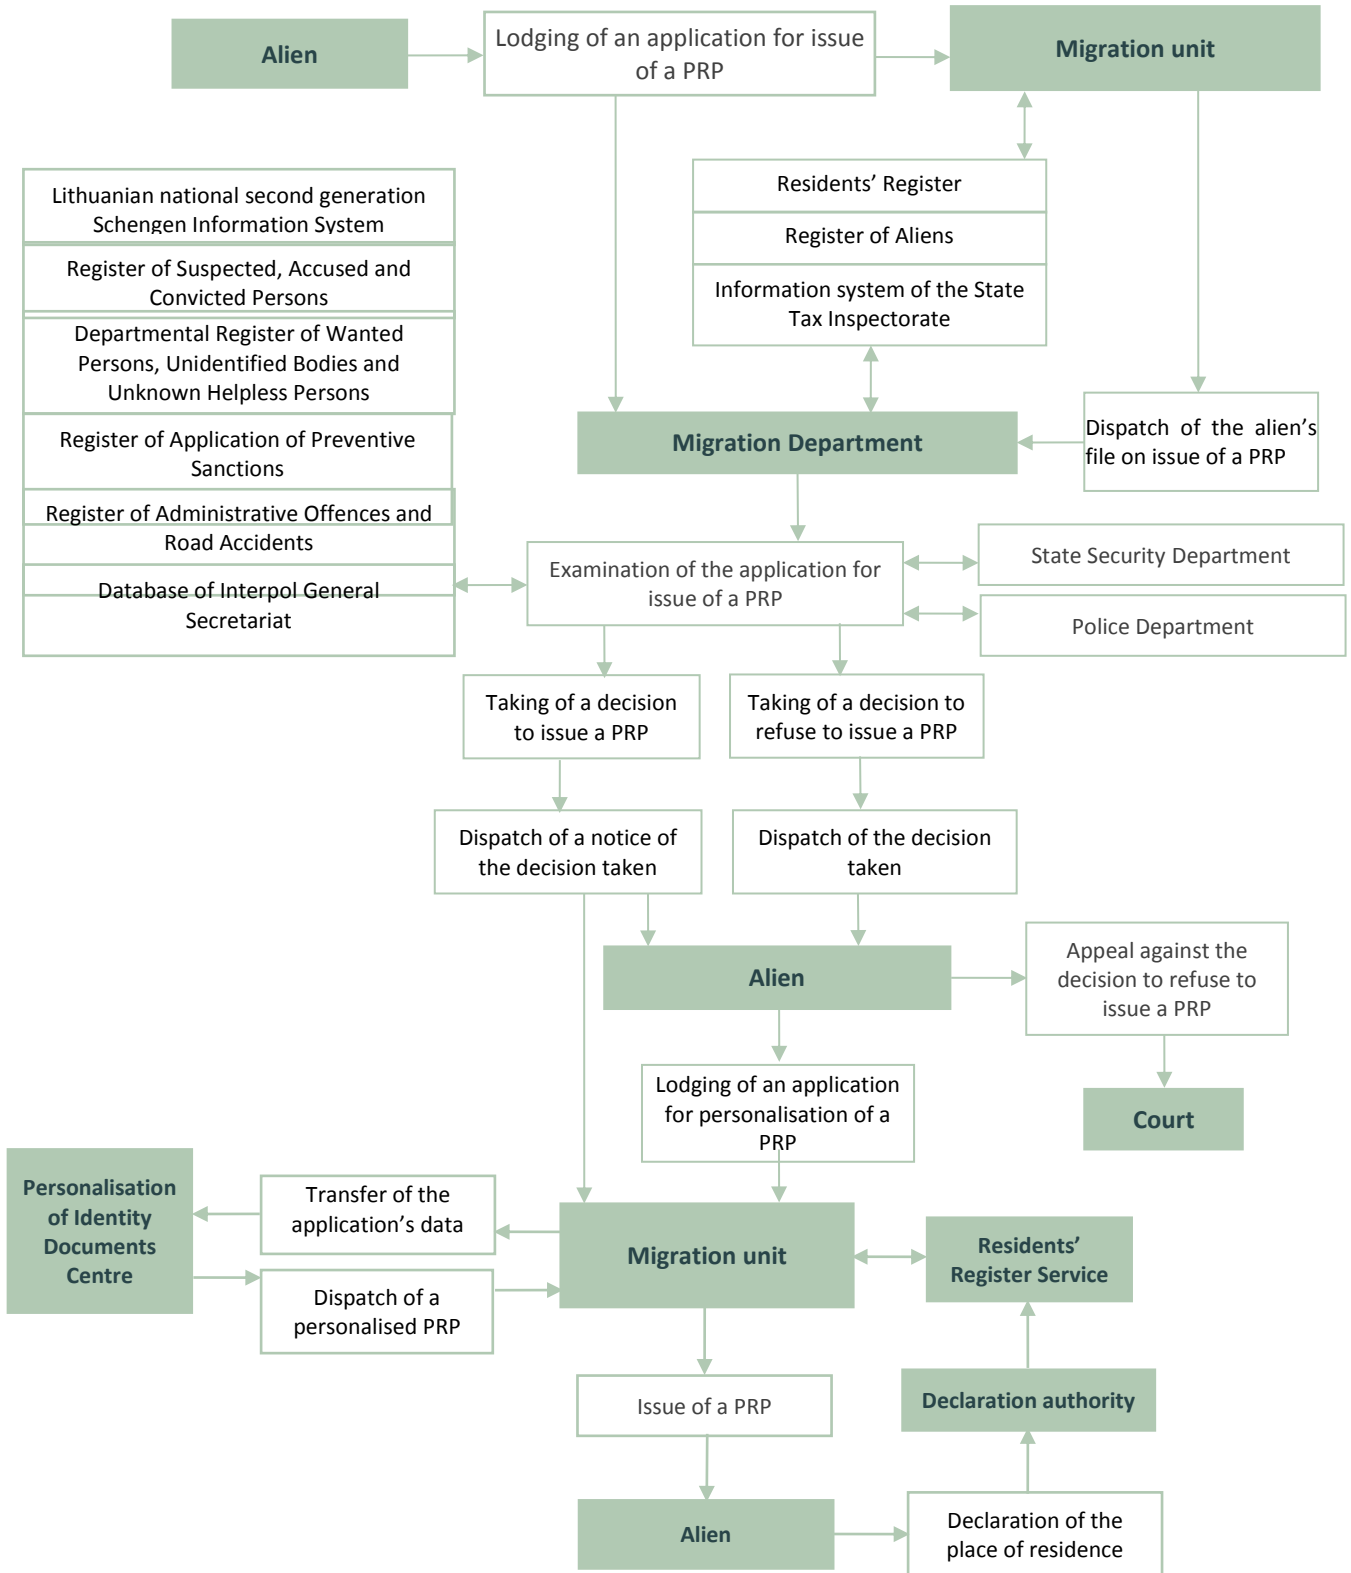 Alien
Lodging of an application for issue
of a PRP
Migration unit
Lithuanian national second generation
Schengen Information System
Register of Suspected, Accused and
Convicted Persons
Departmental Register of Wanted
Persons, Unidentified Bodies and
Unknown Helpless Persons
Register of Application of Preventive
Sanctions
Register of Administrative Offences and
Road Accidents
Database of Interpol General
Secretariat
Residents’ Register
Register of Aliens
Information system of the State
Tax Inspectorate
Migration Department
Dispatch of the alien’s
file on issue of a PRP
Examination of the application for
issue of a PRP
State Security Department
Police Department
Taking of a decision
to issue a PRP
Taking of a decision to
refuse to issue a PRP
Dispatch of a notice of
the decision taken
Dispatch of the decision
taken
Alien
Appeal against the
decision to refuse to
issue a PRP
Court
Lodging of an application
for personalisation of a
PRP
Personalisation
of Identity
Documents
Centre
Transfer of the
application’s data
Dispatch of a
personalised PRP
Migration unit
Residents’
Register Service
Declaration authority
Issue of a PRP
Alien
Declaration of the
place of residence